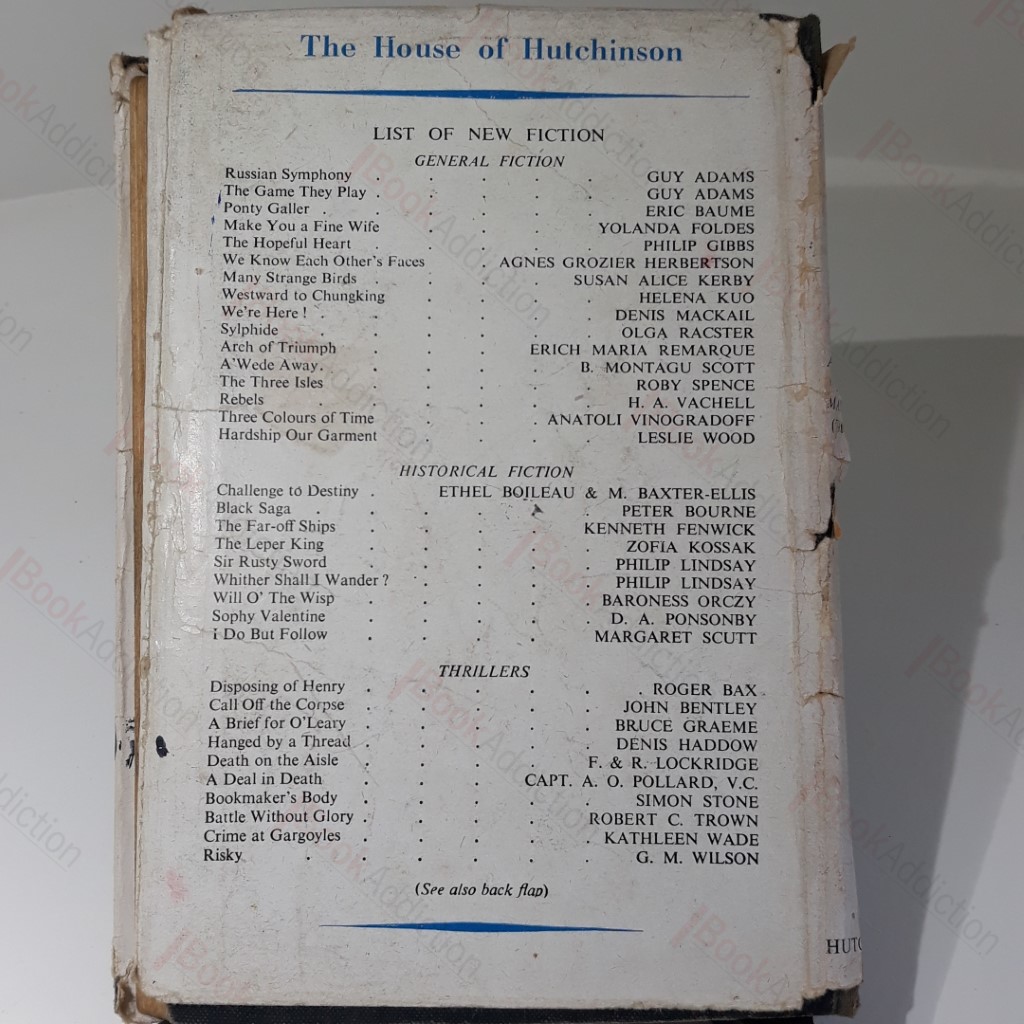 The House of Hutchinson
LIST OF NEW FICTION
GENERAL FICTION
Russian Symphony . . . . . GUY ADAMS
The Game They Play . . . . . GUY ADAMS
Ponty Galler . . . . . . ERIC BAUME
Make You a Fine Wife . . . . YOLANDA FOLDES
The Hopeful Heart . . . . . PHILIP GIBBS
We Know Each Other's Faces . AGNES GROZIER HERBERTSON
Many Strange Birds . . . . SUSAN ALICE KERBY
Westward to Chungking . . . . HELENA KUO
We're Here ! . . . . . . DENIS MACKAIL
Sylphide . . . . . OLGA RACSTER
Arch of Triumph . . . ERICH MARIA REMARQUE
A'Wede Away . . . . . B. MONTAGU SCOTT
The Three Isles . . . . . ROBY SPENCE
Rebels . . . . . . H. A. VACHELL
Three Colours of Time . . . ANATOLI VINOGRADOFF
Hardship Our Garment . . . . LESLIE WOOD
HISTORICAL FICTION
Challenge to Destiny . ETHEL BOILEAU & M. BAXTER-ELLIS
Black Saga . . . . . . PETER BOURNE
The Far-off Ships . . . . KENNETH FENWICK
The Leper King . . . . . ZOFIA KOSSAK
Sir Rusty Sword . . . . . PHILIP LINDSAY
Whither Shall I Wander ? . . . . PHILIP LINDSAY
Will O' The Wisp . . . . . BARONESS ORCZY
Sophy Valentine . . . . . D. A. PONSONBY
I Do But Follow . . . . . MARGARET SCUTT
THRILLERS
Disposing of Henry . . . . . . ROGER BAX
Call Off the Corpse . . . . . JOHN BENTLEY
A Brief for O'Leary . . . . . BRUCE GRAEME
Hanged by a Thread . . . . . DENIS HADDOW
Death on the Aisle . . . . . F. & R. LOCKRIDGE
A Deal in Death . . . CAPT. A. O. POLLARD, V.C.
Bookmaker's Body . . . . . SIMON STONE
Battle Without Glory . . . . . ROBERT C. TROWN
Crime at Gargoyles . . . . . KATHLEEN WADE
Risky . . . . . . G. M. WILSON
(See also back flap)
BookAddiction